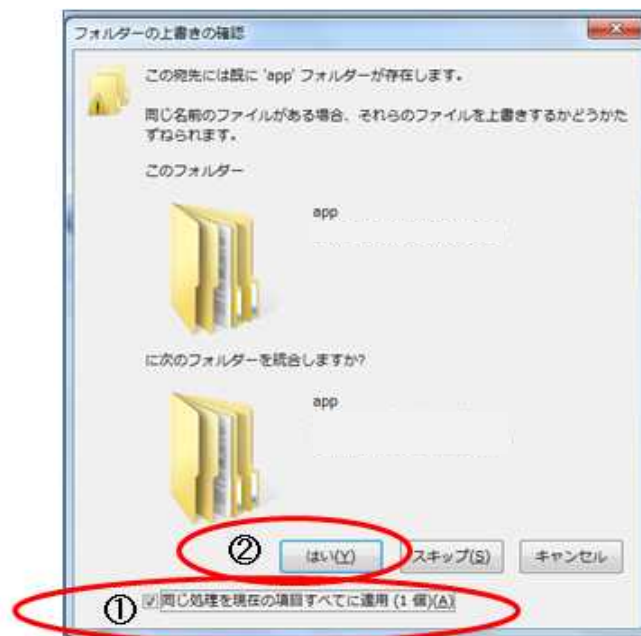 フォルダーの上書きの確認
この宛先には既に 'app' フォルダーが存在します。
同じ名前のファイルがある場合、それらのファイルを上書きするかどうかた
ずねられます。
このフォルダー
app
に次のフォルダーを統合しますか?
app
② はい(Y) スキップ(S) キャンセル
① 同じ処理を現在の項目すべてに適用 (1 個)(A)